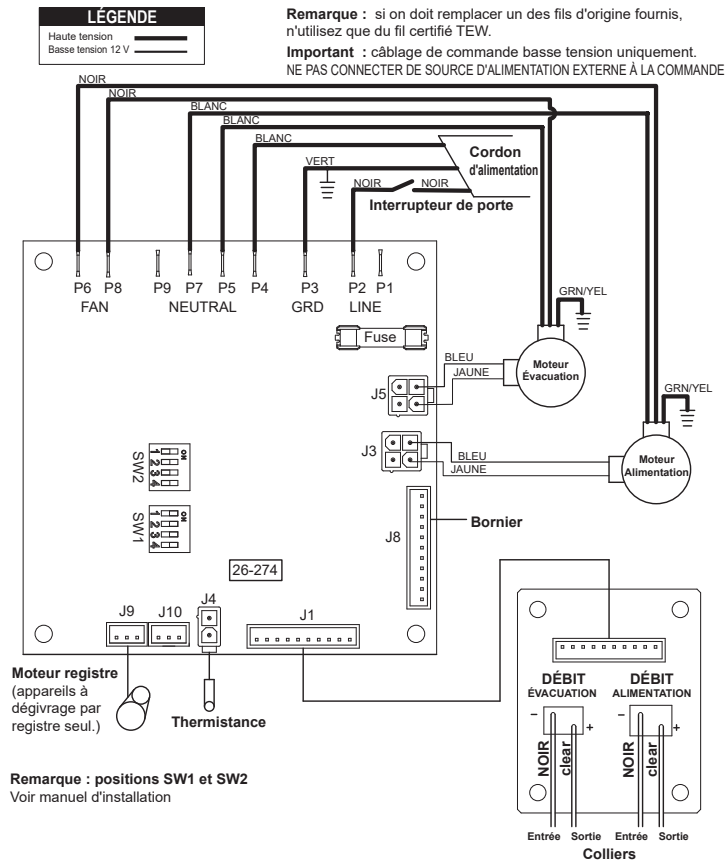 LÉGENDE
Haute tension
Basse tension 12 V
Remarque : si on doit remplacer un des fils d'origine fournis,
n'utilisez que du fil certifié TEW.
Important : câblage de commande basse tension uniquement.
NE PAS CONNECTER DE SOURCE D'ALIMENTATION EXTERNE À LA COMMANDE
NOIR
NOIR
BLANC
BLANC
BLANC
VERT
NOIR
NOIR
Cordon
d'alimentation
Interrupteur de porte
P6 P8 P9 P7 P5 P4 P3 P2 P1
FAN NEUTRAL GRD LINE
Fuse
GRN/YEL
BLEU
JAUNE
Moteur
Évacuation
J5
GRN/YEL
J3
BLEU
JAUNE
Moteur
Alimentation
SW2
ON
1 2 3 4
SW1
ON
1 2 3 4
J8
Bornier
26-274
J9 J10 J4 J1
Moteur registre
(appareils à
dégivrage par
registre seul.)
Thermistance
DÉBIT
ÉVACUATION
DÉBIT
ALIMENTATION
– +
– +
NOIR
clear
NOIR
clear
Entrée Sortie Entrée Sortie
Colliers
Remarque : positions SW1 et SW2
Voir manuel d'installation